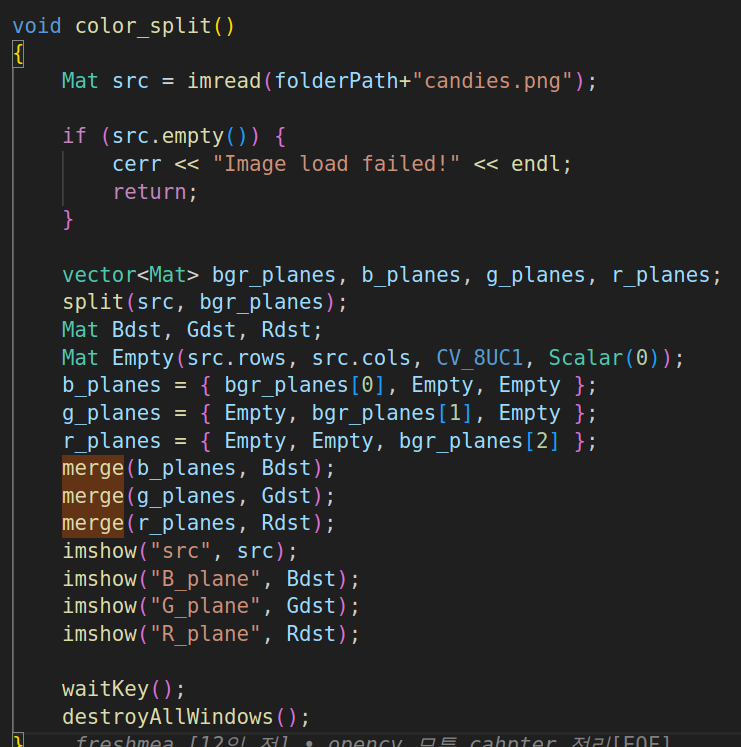 void color_split()
{
    Mat src = imread(folderPath+"candies.png");

    if (src.empty()) {
        cerr << "Image load failed!" << endl;
        return;
    }

    vector<Mat> bgr_planes, b_planes, g_planes, r_planes;
    split(src, bgr_planes);
    Mat Bdst, Gdst, Rdst;
    Mat Empty(src.rows, src.cols, CV_8UC1, Scalar(0));
    b_planes = { bgr_planes[0], Empty, Empty };
    g_planes = { Empty, bgr_planes[1], Empty };
    r_planes = { Empty, Empty, bgr_planes[2] };
    merge(b_planes, Bdst);
    merge(g_planes, Gdst);
    merge(r_planes, Rdst);
    imshow("src", src);
    imshow("B_plane", Bdst);
    imshow("G_plane", Gdst);
    imshow("R_plane", Rdst);

    waitKey();
    destroyAllWindows();
}    freshmea [12일 전] • opencv 모든 cahpter 정리[EOF]